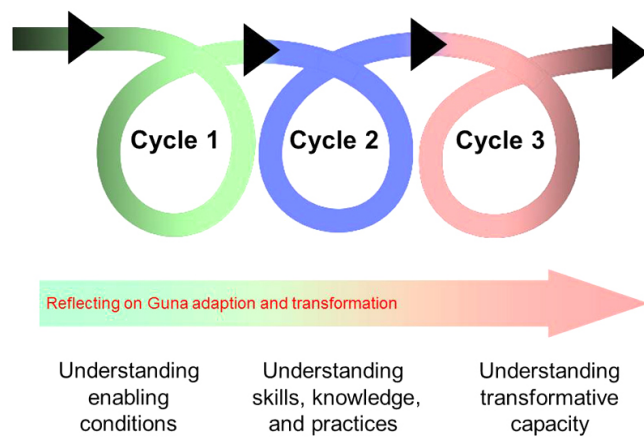 Cycle 1
Cycle 2
Cycle 3
Reflecting on Guna adaption and transformation
Understanding
enabling
conditions
Understanding
skills, knowledge,
and practices
Understanding
transformative
capacity